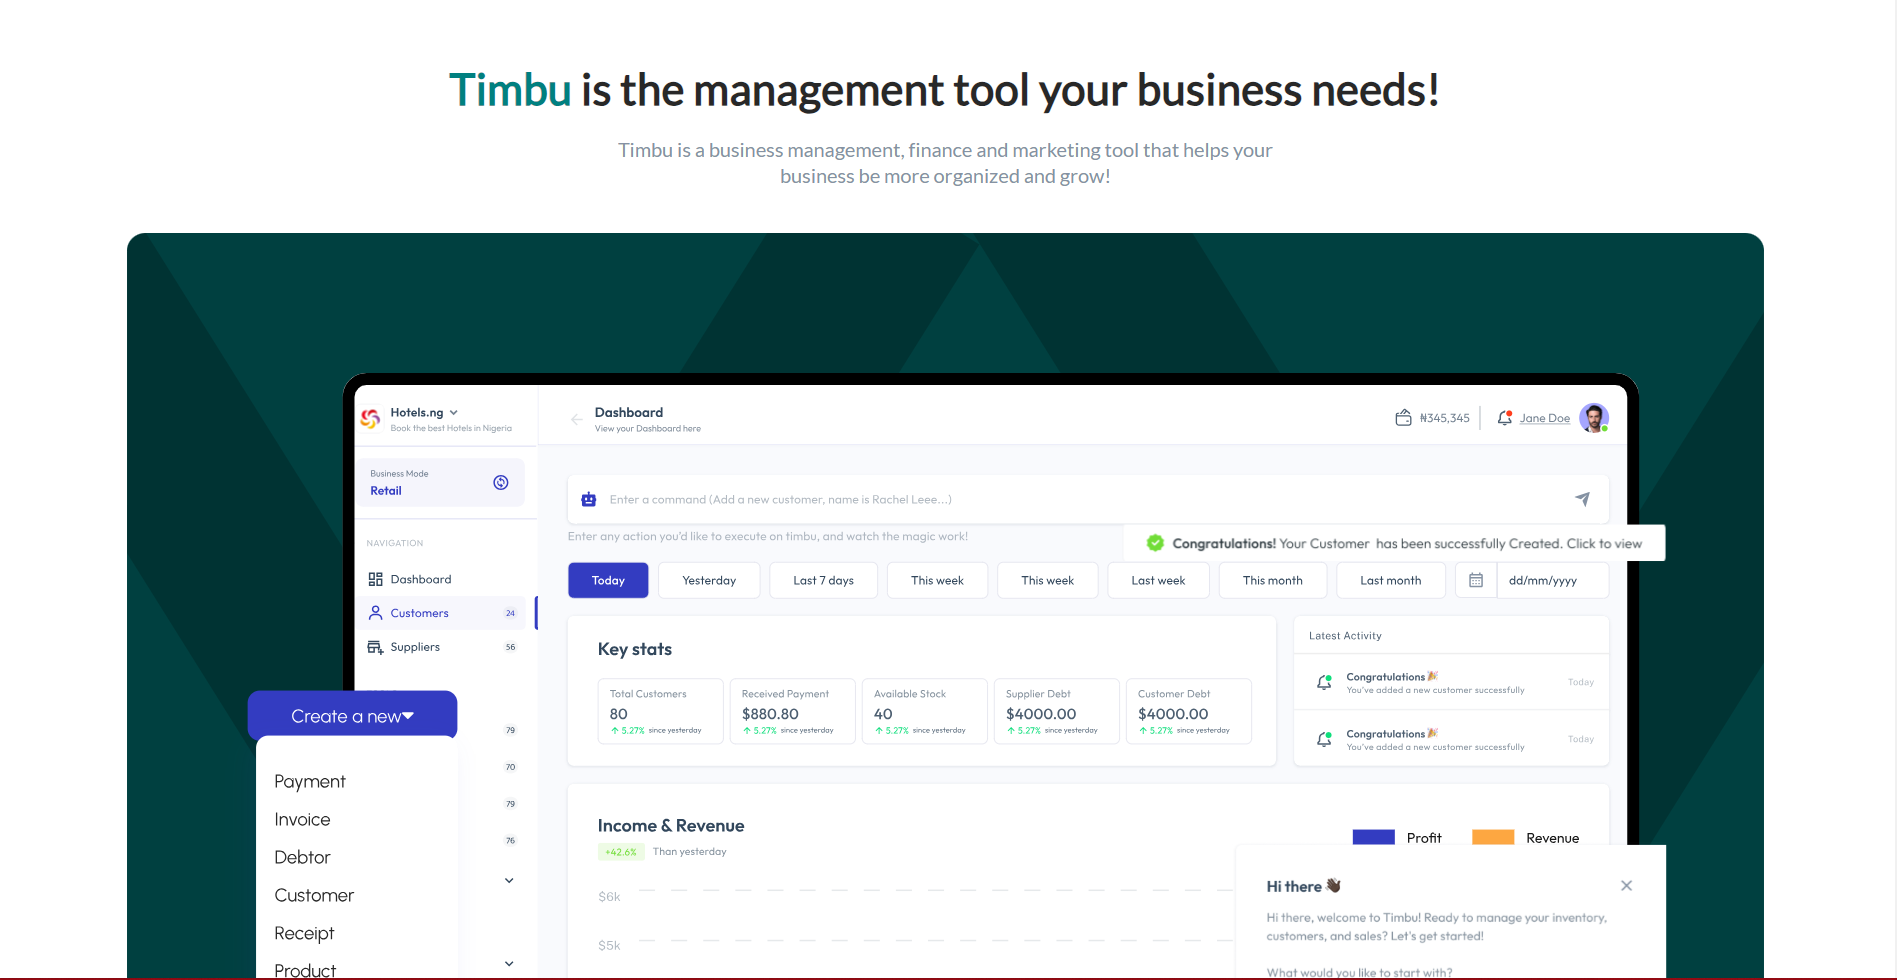 Timbu is the management tool your business needs!
Timbu is a business management, finance and marketing tool that helps your
business be more organized and grow!
Hotels.ng
Book the best Hotels in Nigeria
Dashboard
View your Dashboard here
₦345,345
Jane Doe
Business Mode
Retail
Enter a command (Add a new customer, name is Rachel Leee...)
Enter any action you'd like to execute on timbu, and watch the magic work!
Congratulations! Your Customer has been successfully Created. Click to view
NAVIGATION
Dashboard
Customers 24
Suppliers 56
Today
Yesterday
Last 7 days
This week
This week
Last week
This month
Last month
dd/mm/yyyy
Key stats
Total Customers
80
5.27% since yesterday
Received Payment
$880.80
5.27% since yesterday
Available Stock
40
5.27% since yesterday
Supplier Debt
$4000.00
5.27% since yesterday
Customer Debt
$4000.00
5.27% since yesterday
Latest Activity
Congratulations 🎉
You've added a new customer successfully
Today
Congratulations 🎉
You've added a new customer successfully
Today
Create a new
Payment
Invoice
Debtor
Customer
Receipt
Product
79
70
79
76
Income & Revenue
+42.6% Than yesterday
Profit
Revenue
$6k
$5k
Hi there 👋🏿
Hi there, welcome to Timbu! Ready to manage your inventory,
customers, and sales? Let's get started!
What would you like to start with?